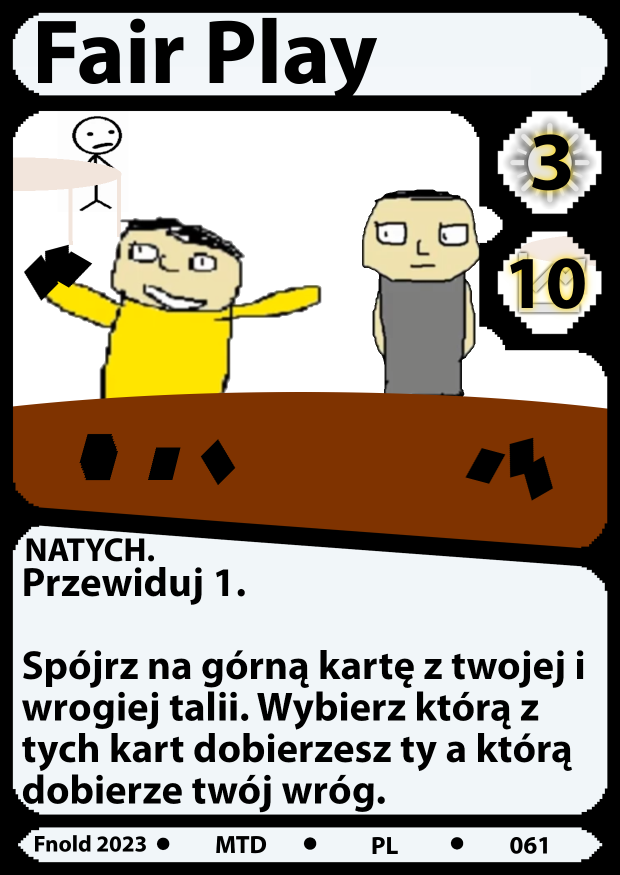 Fair Play
3
10
NATYCH.
Przewiduj 1.
Spójrz na górną kartę z twojej i
wrogiej talii. Wybierz którą z
tych kart dobierzesz ty a którą
dobierze twój wróg.
Fnold 2023 ● MTD ● PL ● 061